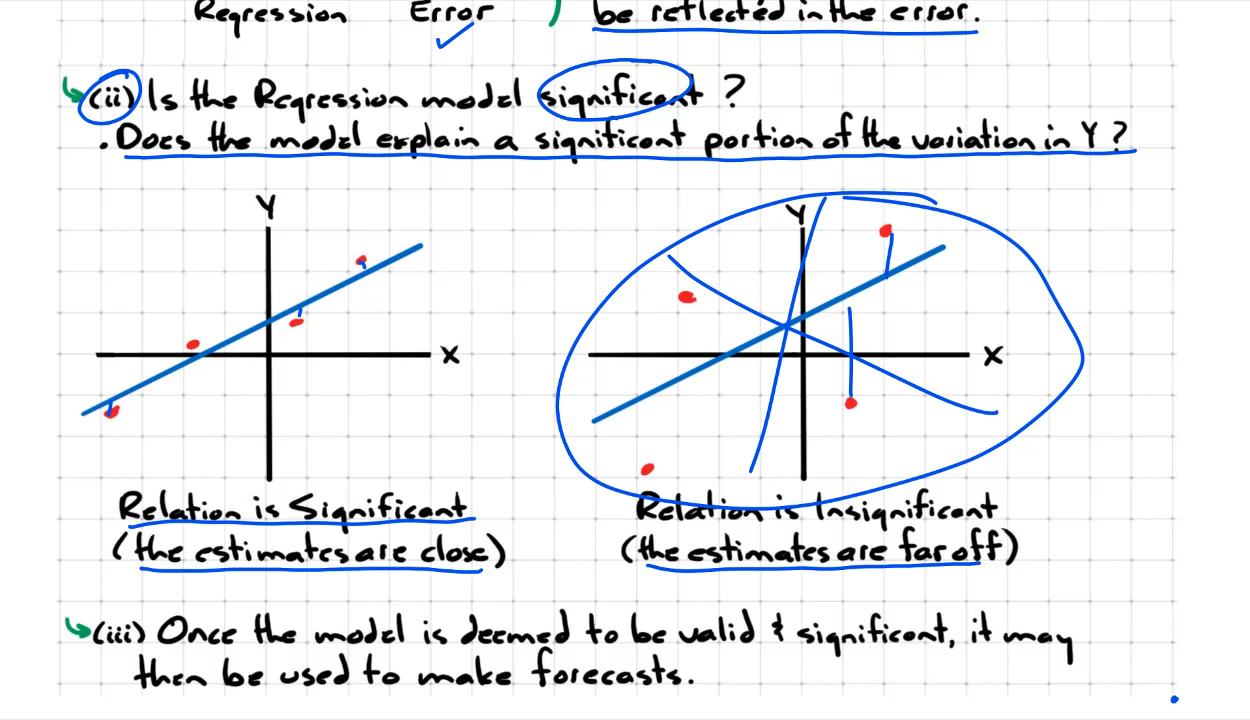 Regression Error ) be reflected in the error.
(ii) Is the Regression model significant ?
. Does the model explain a significant portion of the variation in Y ?
Y
Y
X
X
Relation is Significant
Relation is Insignificant
(the estimates are close)
(the estimates are far off)
(iii) Once the model is deemed to be valid & significant, it may
then be used to make forecasts.